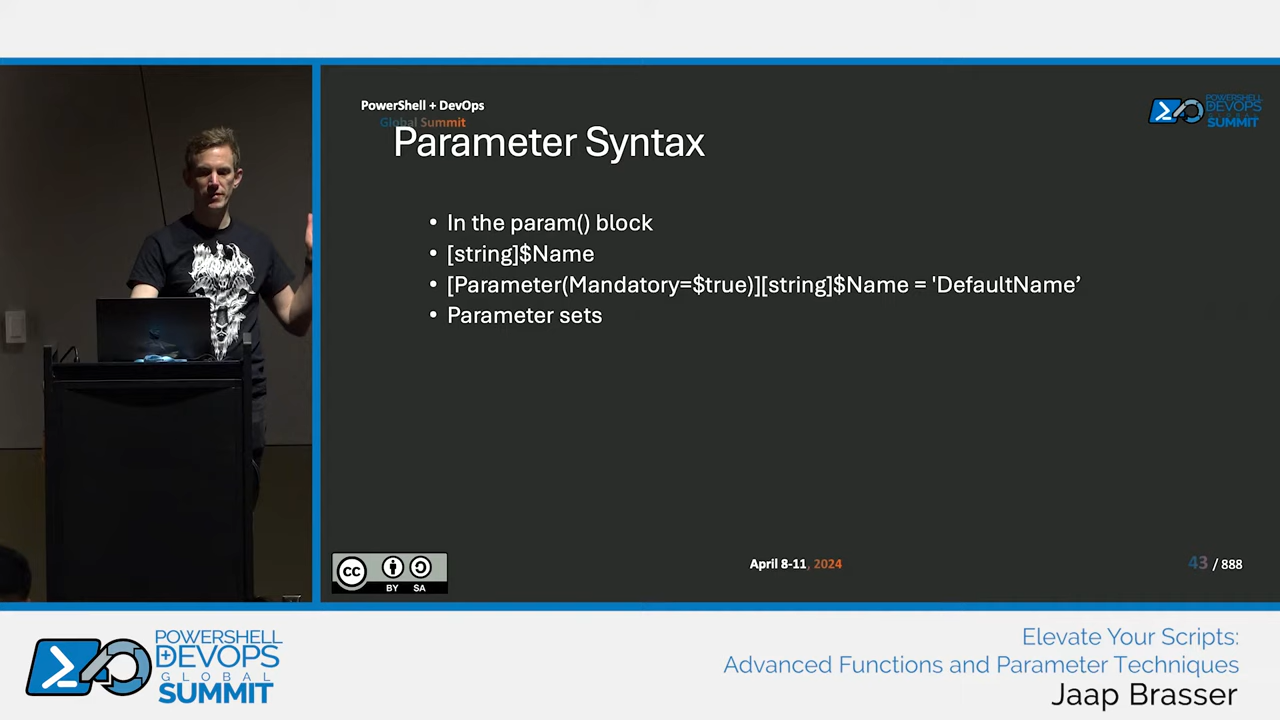 PowerShell + DevOps
Global Summit
Parameter Syntax
• In the param() block
• [string]$Name
• [Parameter(Mandatory=$true)][string]$Name = 'DefaultName’
• Parameter sets
POWERSHELL
DEVOPS
GLOBAL
SUMMIT
CC BY SA
April 8-11, 2024
43 / 888
POWERSHELL
DEVOPS
GLOBAL
SUMMIT
Elevate Your Scripts:
Advanced Functions and Parameter Techniques
Jaap Brasser